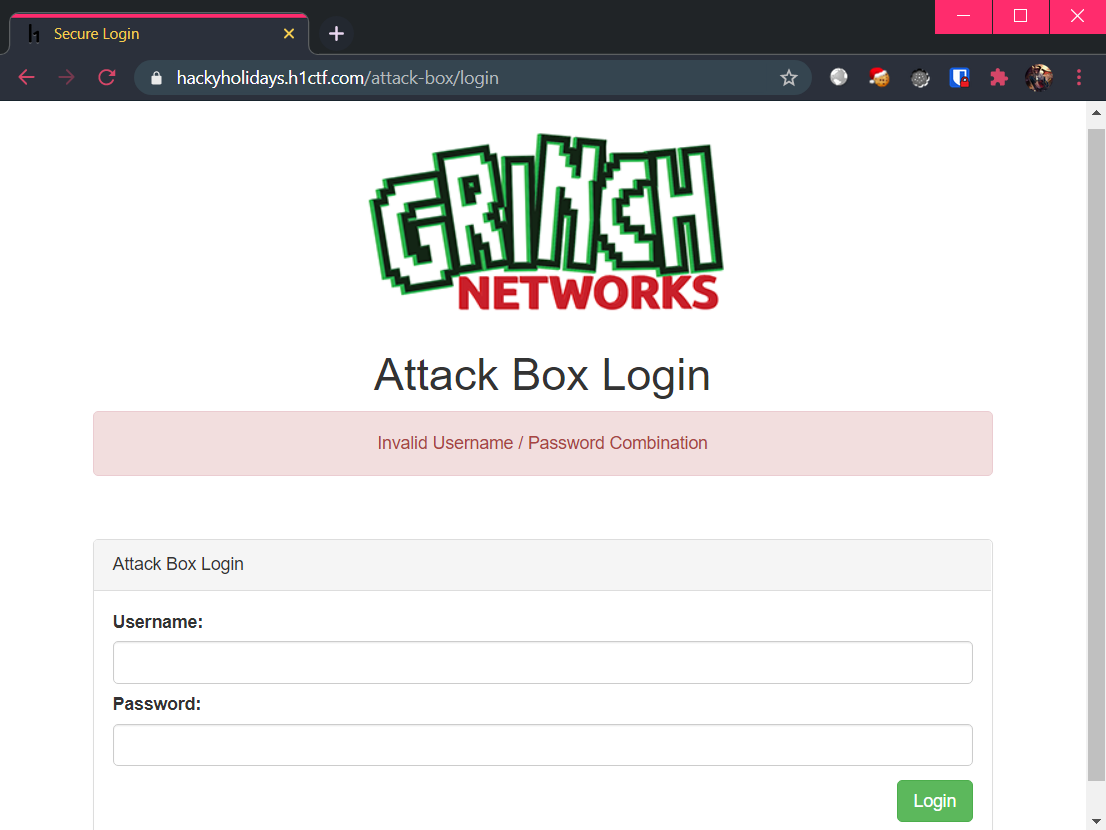 Secure Login
hackyholidays.h1ctf.com/attack-box/login
GRINCH
NETWORKS
Attack Box Login
Invalid Username / Password Combination
Attack Box Login
Username:
Password:
Login